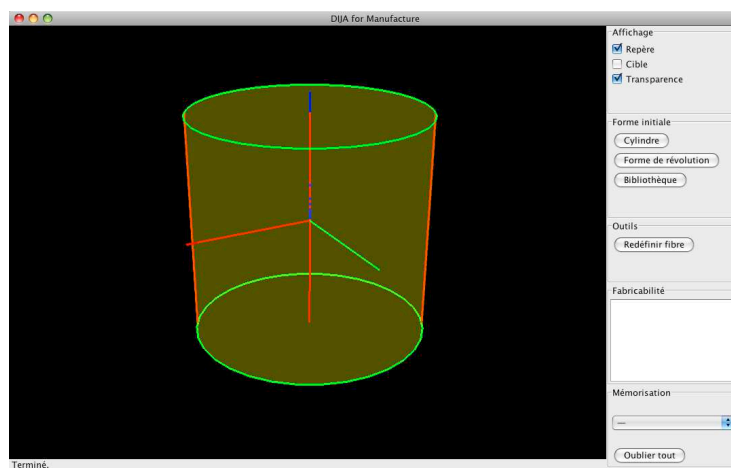 DIJA for Manufacture
Affichage
Repère
Cible
Transparence
Forme initiale
Cylindre
Forme de révolution
Bibliothèque
Outils
Redéfinir fibre
Fabricabilité
Mémorisation
—
Oublier tout
Terminé.